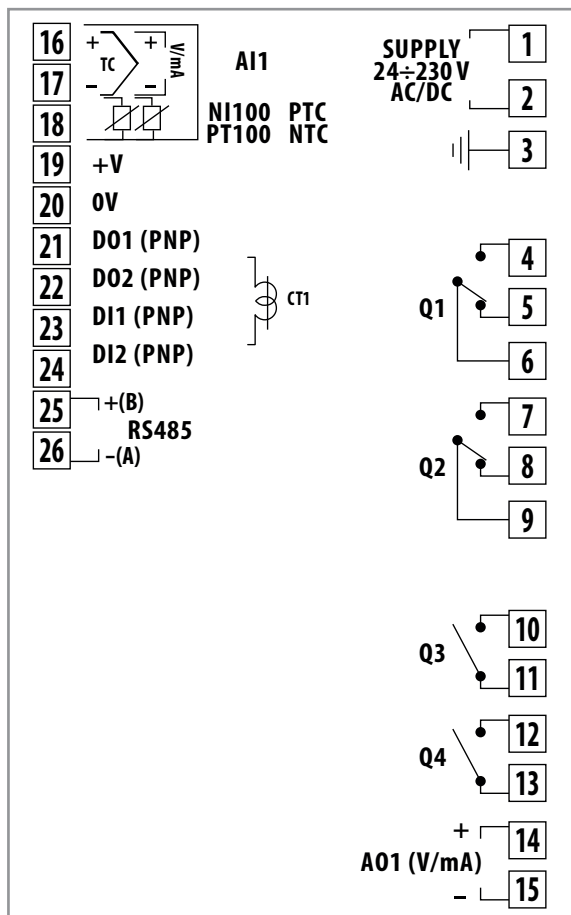 16
+ + V/mA AI1
17
TC
– –
18
NI100 PTC
PT100 NTC
19 +V
20 0V
21 DO1 (PNP)
22 DO2 (PNP)
CT1
23 DI1 (PNP)
24 DI2 (PNP)
25 +(B)
RS485
26 –(A)
SUPPLY 1
24÷230 V
AC/DC 2
3
4
Q1 5
6
7
Q2 8
9
10
Q3
11
12
Q4
13
+ 14
AO1 (V/mA)
– 15